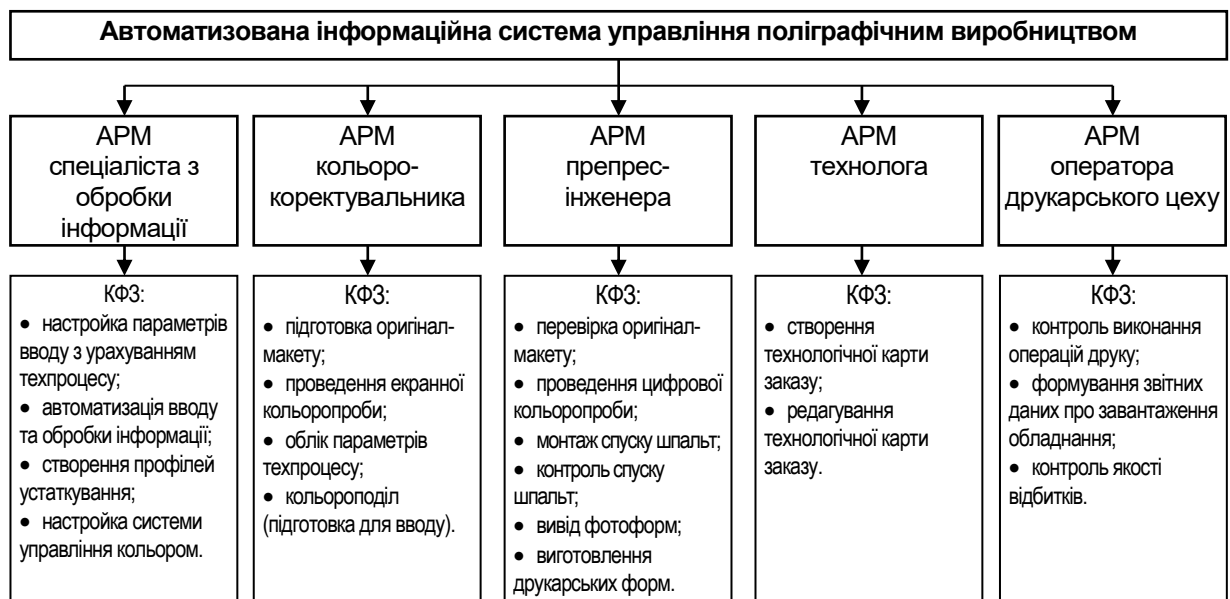 Автоматизована інформаційна система управління поліграфічним виробництвом
АРМ
спеціаліста з
обробки
інформації
АРМ
кольоро-
коректувальника
АРМ
препрес-
інженера
АРМ
технолога
АРМ
оператора
друкарського цеху
КФЗ:
• настройка параметрів
вводу з урахуванням
техпроцесу;
• автоматизація вводу
та обробки інформації;
• створення профілей
устаткування;
• настройка системи
управління кольором.
КФЗ:
• підготовка оригінал-
макету;
• проведення екранної
кольоропроби;
• облік параметрів
техпроцесу;
• кольороподіл
(підготовка для вводу).
КФЗ:
• перевірка оригінал-
макету;
• проведення цифрової
кольоропроби;
• монтаж спуску шпальт;
• контроль спуску
шпальт;
• вивід фотоформ;
• виготовлення
друкарських форм.
КФЗ:
• створення
технологічної карти
заказу;
• редагування
технологічної карти
заказу.
КФЗ:
• контроль виконання
операцій друку;
• формування звітних
даних про завантаження
обладнання;
• контроль якості
відбитків.